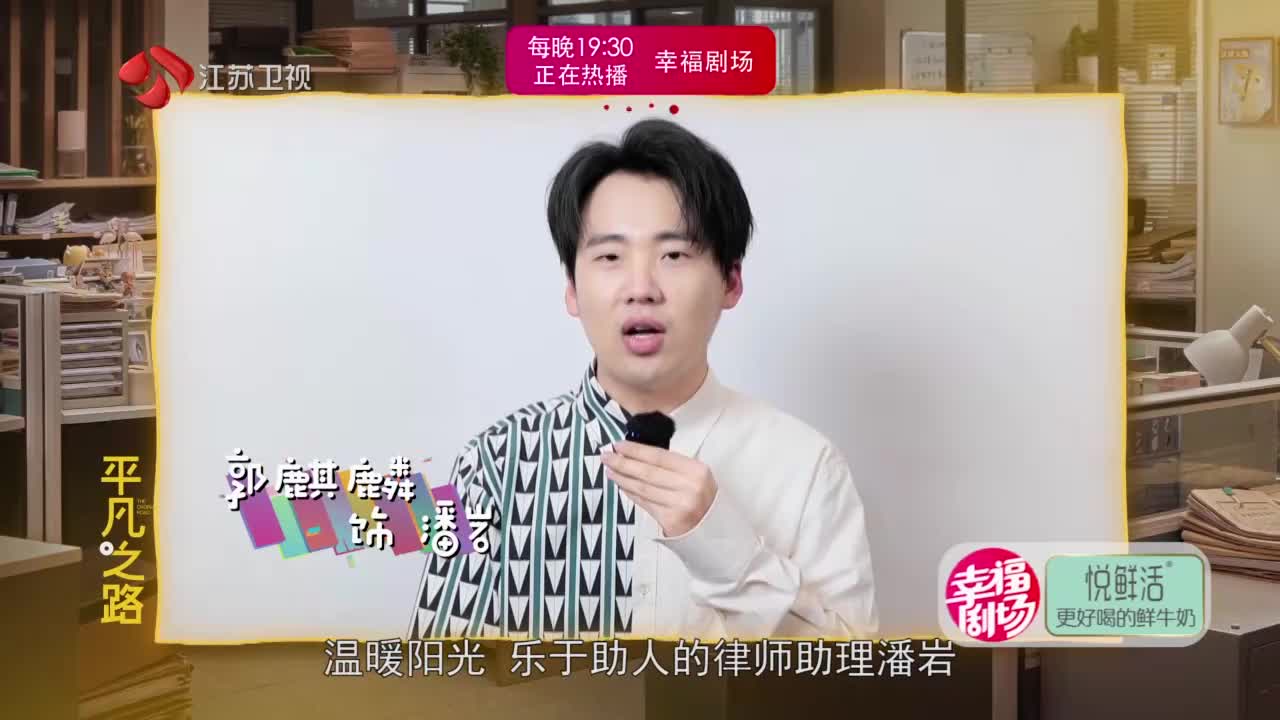 每晚19:30
正在热播
幸福剧场
江苏卫视
郭麒麟
饰 潘岩
平凡之路
幸福
剧场
悦鲜活®
更好喝的鲜牛奶
温暖阳光 乐于助人的律师助理潘岩